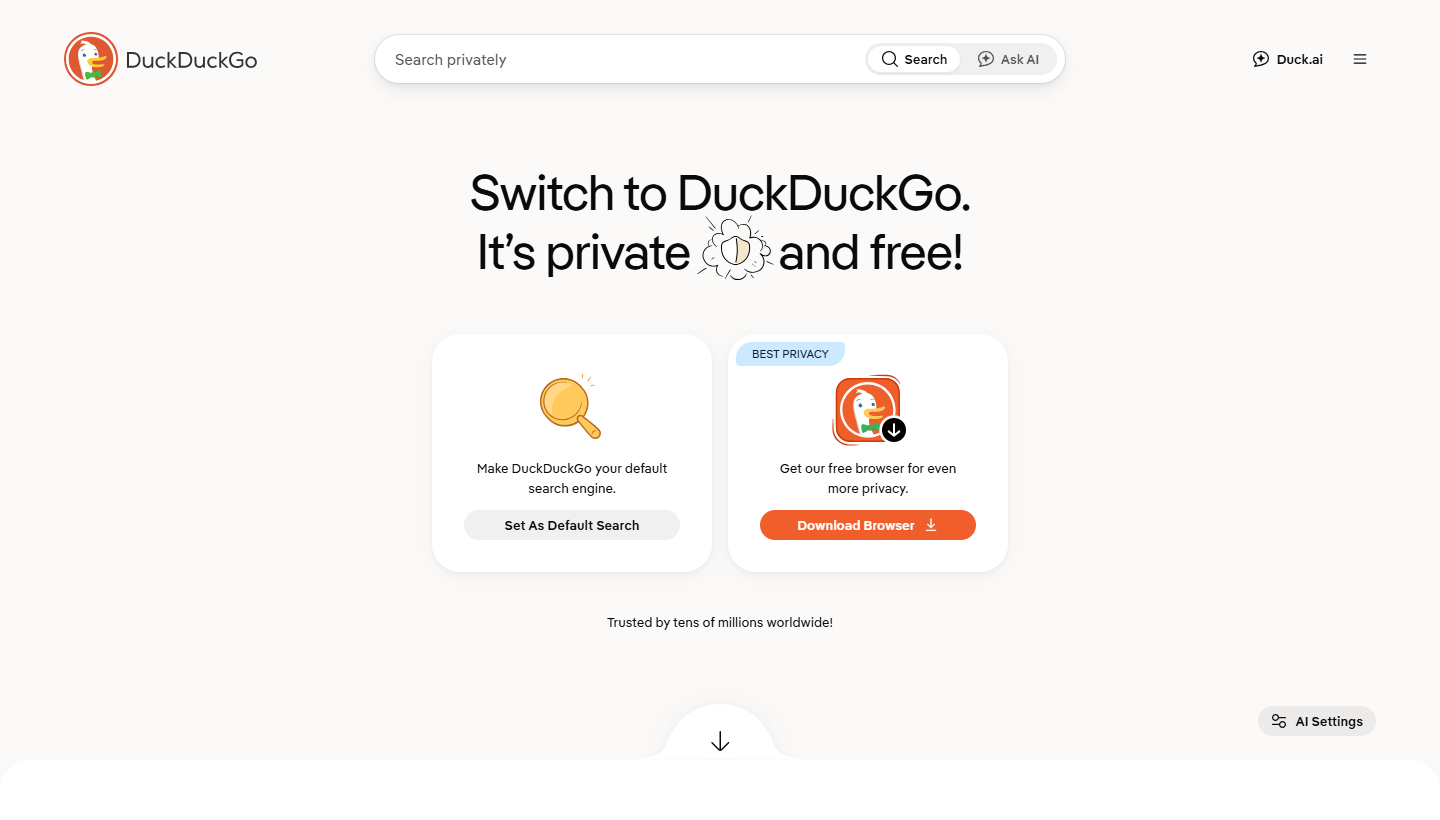 DuckDuckGo
Search privately
Search
Ask AI
Duck.ai
Switch to DuckDuckGo.
It’s private and free!
Make DuckDuckGo your default
search engine.
Set As Default Search
BEST PRIVACY
Get our free browser for even
more privacy.
Download Browser
Trusted by tens of millions worldwide!
AI Settings